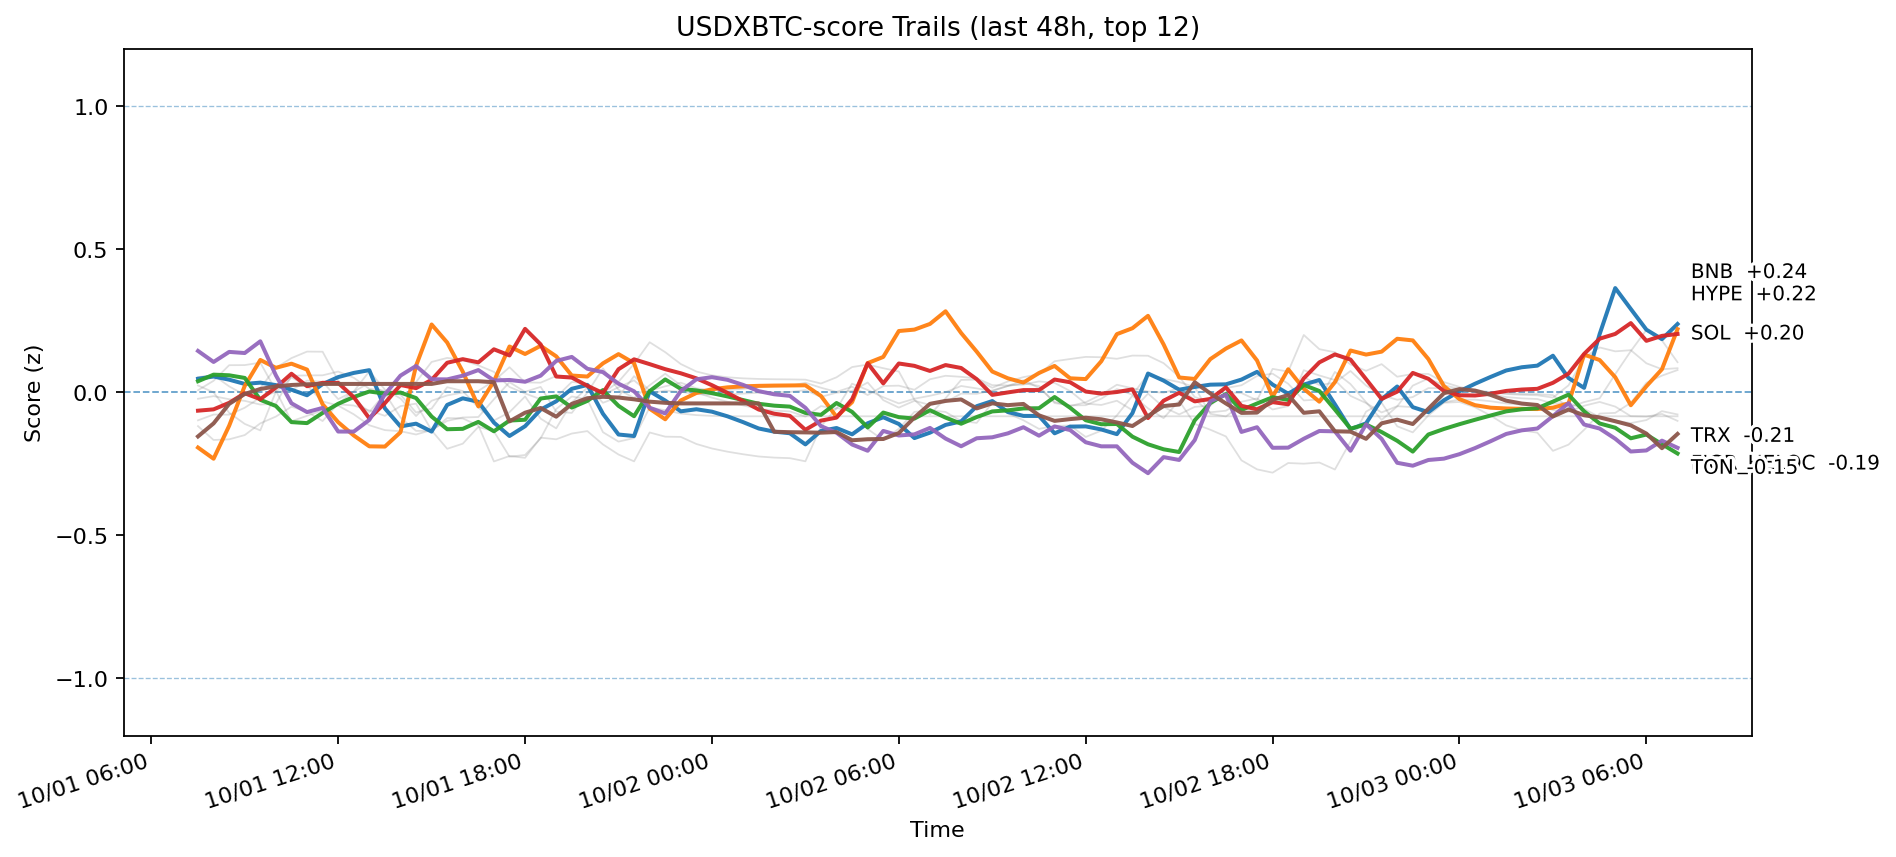 USDXBTC-score Trails (last 48h, top 12)
Score (z)
1.0
0.5
0.0
−0.5
−1.0
BNB +0.24
HYPE +0.22
SOL +0.20
TRX -0.21
-0.19
TON -0.15
10/01 06:00
10/01 12:00
10/01 18:00
10/02 00:00
10/02 06:00
10/02 12:00
10/02 18:00
10/03 00:00
10/03 06:00
Time